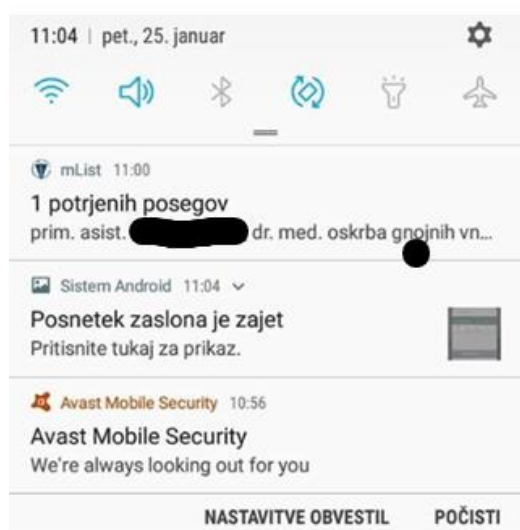 11:04 | pet., 25. januar
mList 11:00
1 potrjenih posegov
prim. asist. dr. med. oskrba gnojnih vn...
Sistem Android 11:04
Posnetek zaslona je zajet
Pritisnite tukaj za prikaz.
Avast Mobile Security 10:56
Avast Mobile Security
We're always looking out for you
NASTAVITVE OBVESTIL POČISTI